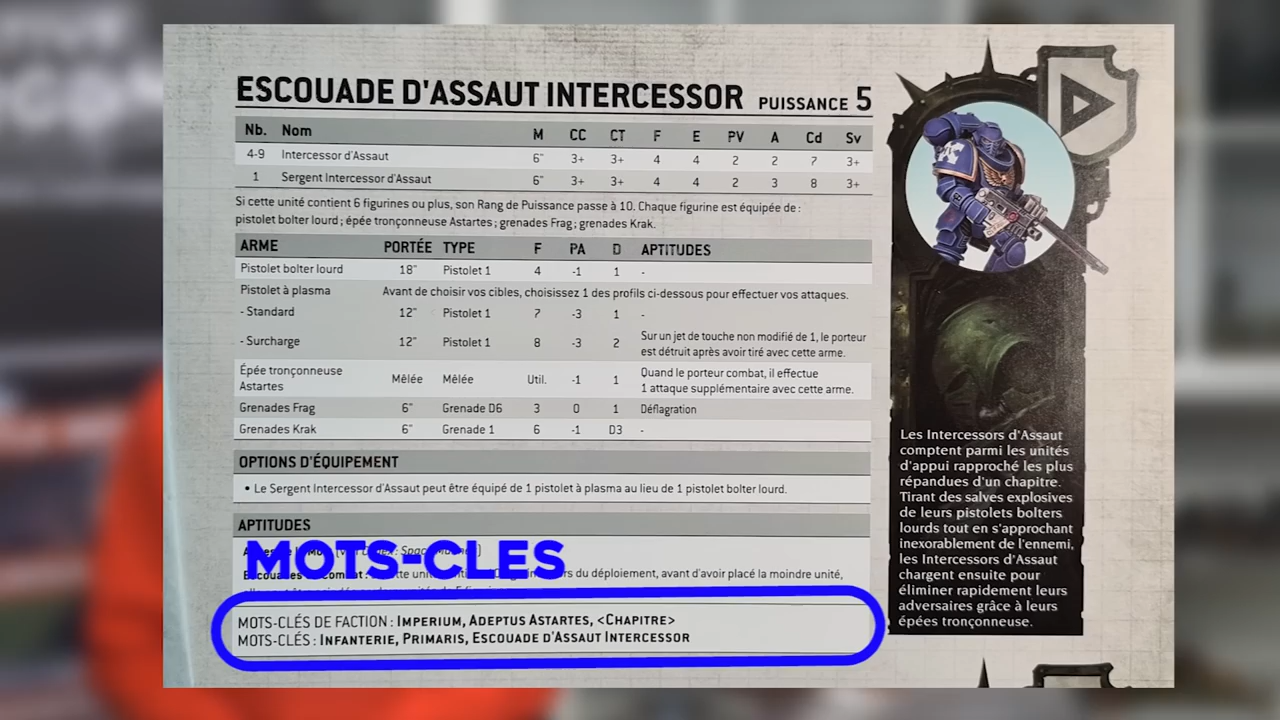 ESCOUADE D'ASSAUT INTERCESSOR PUISSANCE 5
Nb. Nom M CC CT F E PV A Cd Sv
4-9 Intercessor d'Assaut 6" 3+ 3+ 4 4 2 2 7 3+
1 Sergent Intercessor d'Assaut 6" 3+ 3+ 4 4 2 3 8 3+
Si cette unité contient 6 figurines ou plus, son Rang de Puissance passe à 10. Chaque figurine est équipée de :
pistolet bolter lourd ; épée tronçonneuse Astartes ; grenades Frag ; grenades Krak.
ARME PORTÉE TYPE F PA D APTITUDES
Pistolet bolter lourd 18" Pistolet 1 4 -1 1 -
Pistolet à plasma Avant de choisir vos cibles, choisissez 1 des profils ci-dessous pour effectuer vos attaques.
- Standard 12" Pistolet 1 7 -3 1 -
- Surcharge 12" Pistolet 1 8 -3 2 Sur un jet de touche non modifié de 1, le porteur
est détruit après avoir tiré avec cette arme.
Épée tronçonneuse
Astartes Mêlée Mêlée Util. -1 1 Quand le porteur combat, il effectue
1 attaque supplémentaire avec cette arme.
Grenades Frag 6" Grenade D6 3 0 1 Déflagration
Grenades Krak 6" Grenade 1 6 -1 D3 -
OPTIONS D'ÉQUIPEMENT
• Le Sergent Intercessor d'Assaut peut être équipé de 1 pistolet à plasma au lieu de 1 pistolet bolter lourd.
APTITUDES
MOTS-CLES
du déploiement, avant d'avoir placé la moindre unité,
MOTS-CLÉS DE FACTION : IMPERIUM, ADEPTUS ASTARTES, <CHAPITRE>
MOTS-CLÉS : INFANTERIE, PRIMARIS, ESCOUADE D'ASSAUT INTERCESSOR
Les Intercessors d'Assaut
comptent parmi les unités
d'appui rapproché les plus
répandues d'un chapitre.
Tirant des salves explosives
de leurs pistolets bolters
lourds tout en s'approchant
inexorablement de l'ennemi,
les Intercessors d'Assaut
chargent ensuite pour
éliminer rapidement leurs
adversaires grâce à leurs
épées tronçonneuse.